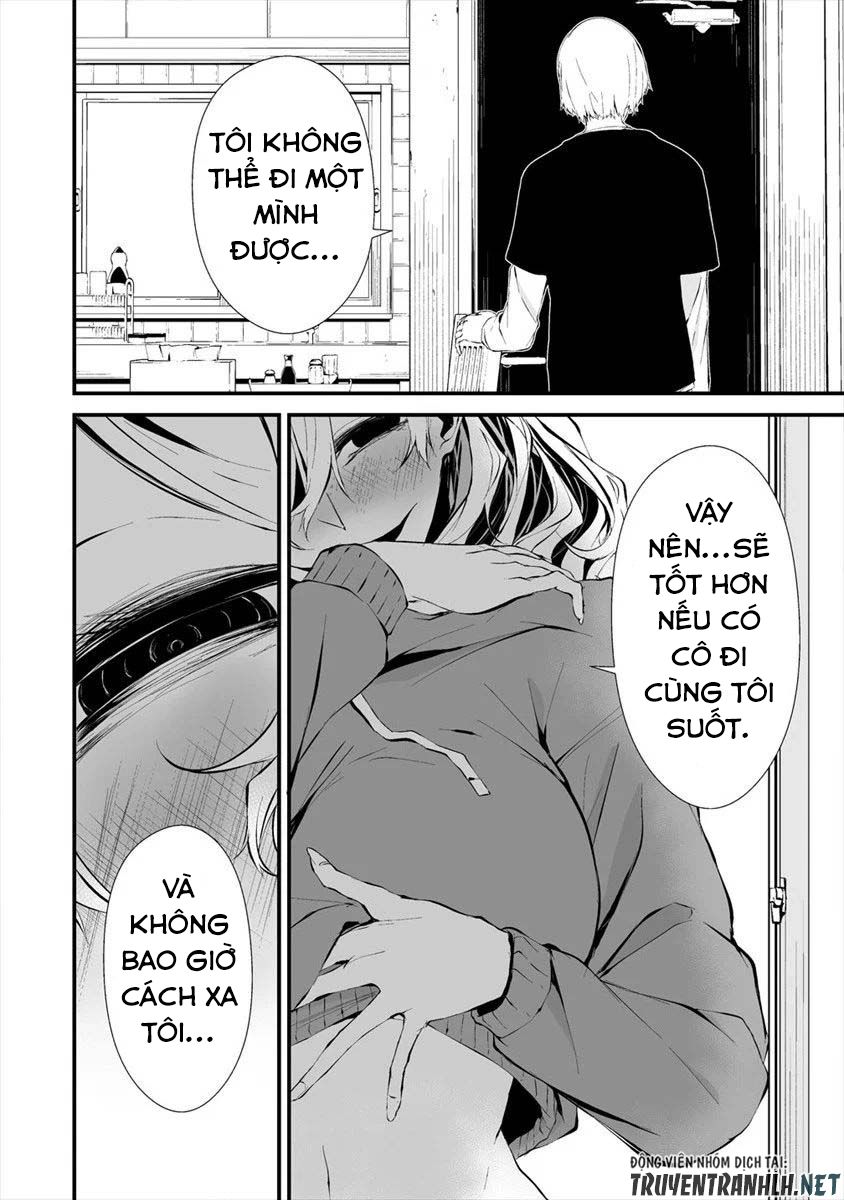 TÔI KHÔNG
THỂ ĐI MỘT
MÌNH
ĐƯỢC...
VẬY
NÊN...SẼ
TỐT HƠN
NẾU CÓ
CÔ ĐI
CÙNG TÔI
SUỐT.
VÀ
KHÔNG
BAO GIỜ
CÁCH XA
TÔI...
ĐỘNG VIÊN NHÓM DỊCH TẠI:
TRUYENTRANHLH.NET